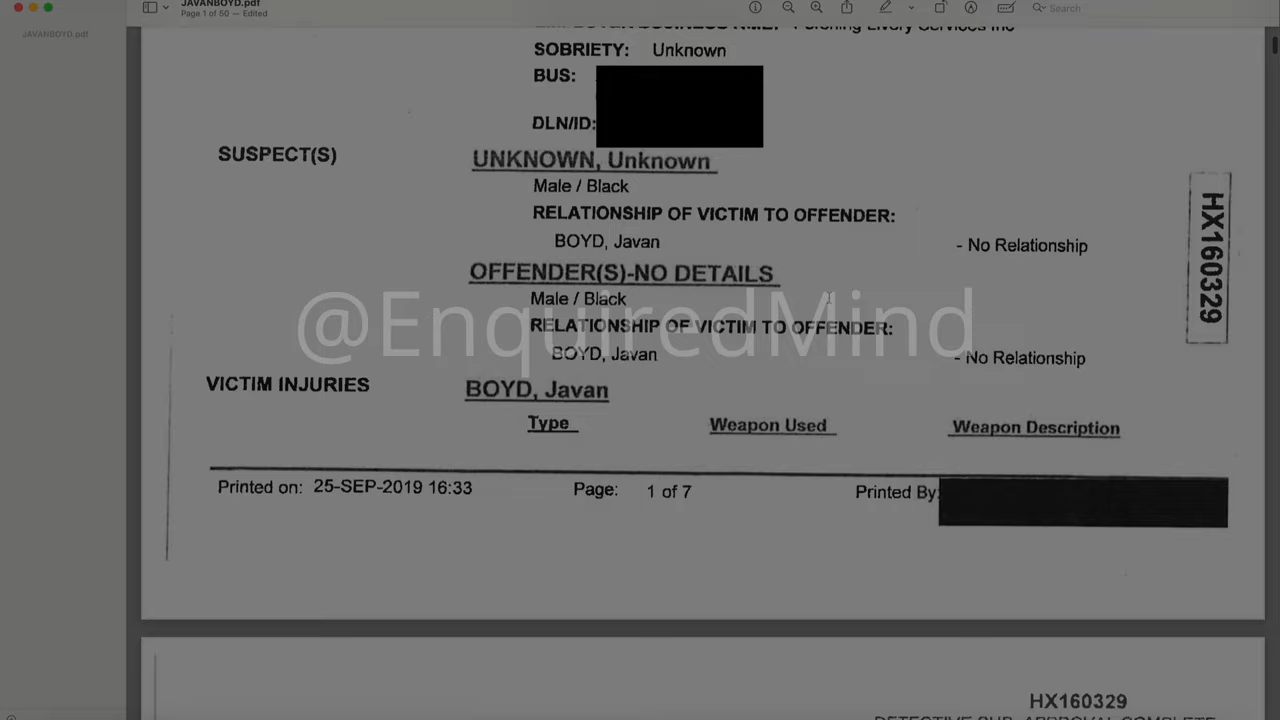 JAVANBOYD.pdf
Page 1 of 50 — Edited
Search
JAVANBOYD.pdf
SOBRIETY: Unknown
BUS:
DLN/ID:
SUSPECT(S)
UNKNOWN, Unknown
Male / Black
RELATIONSHIP OF VICTIM TO OFFENDER:
BOYD, Javan - No Relationship
OFFENDER(S)-NO DETAILS
Male / Black
RELATIONSHIP OF VICTIM TO OFFENDER:
BOYD, Javan - No Relationship
HX160329
@EnquiredMind
VICTIM INJURIES
BOYD, Javan
Type Weapon Used Weapon Description
Printed on: 25-SEP-2019 16:33 Page: 1 of 7 Printed By:
HX160329